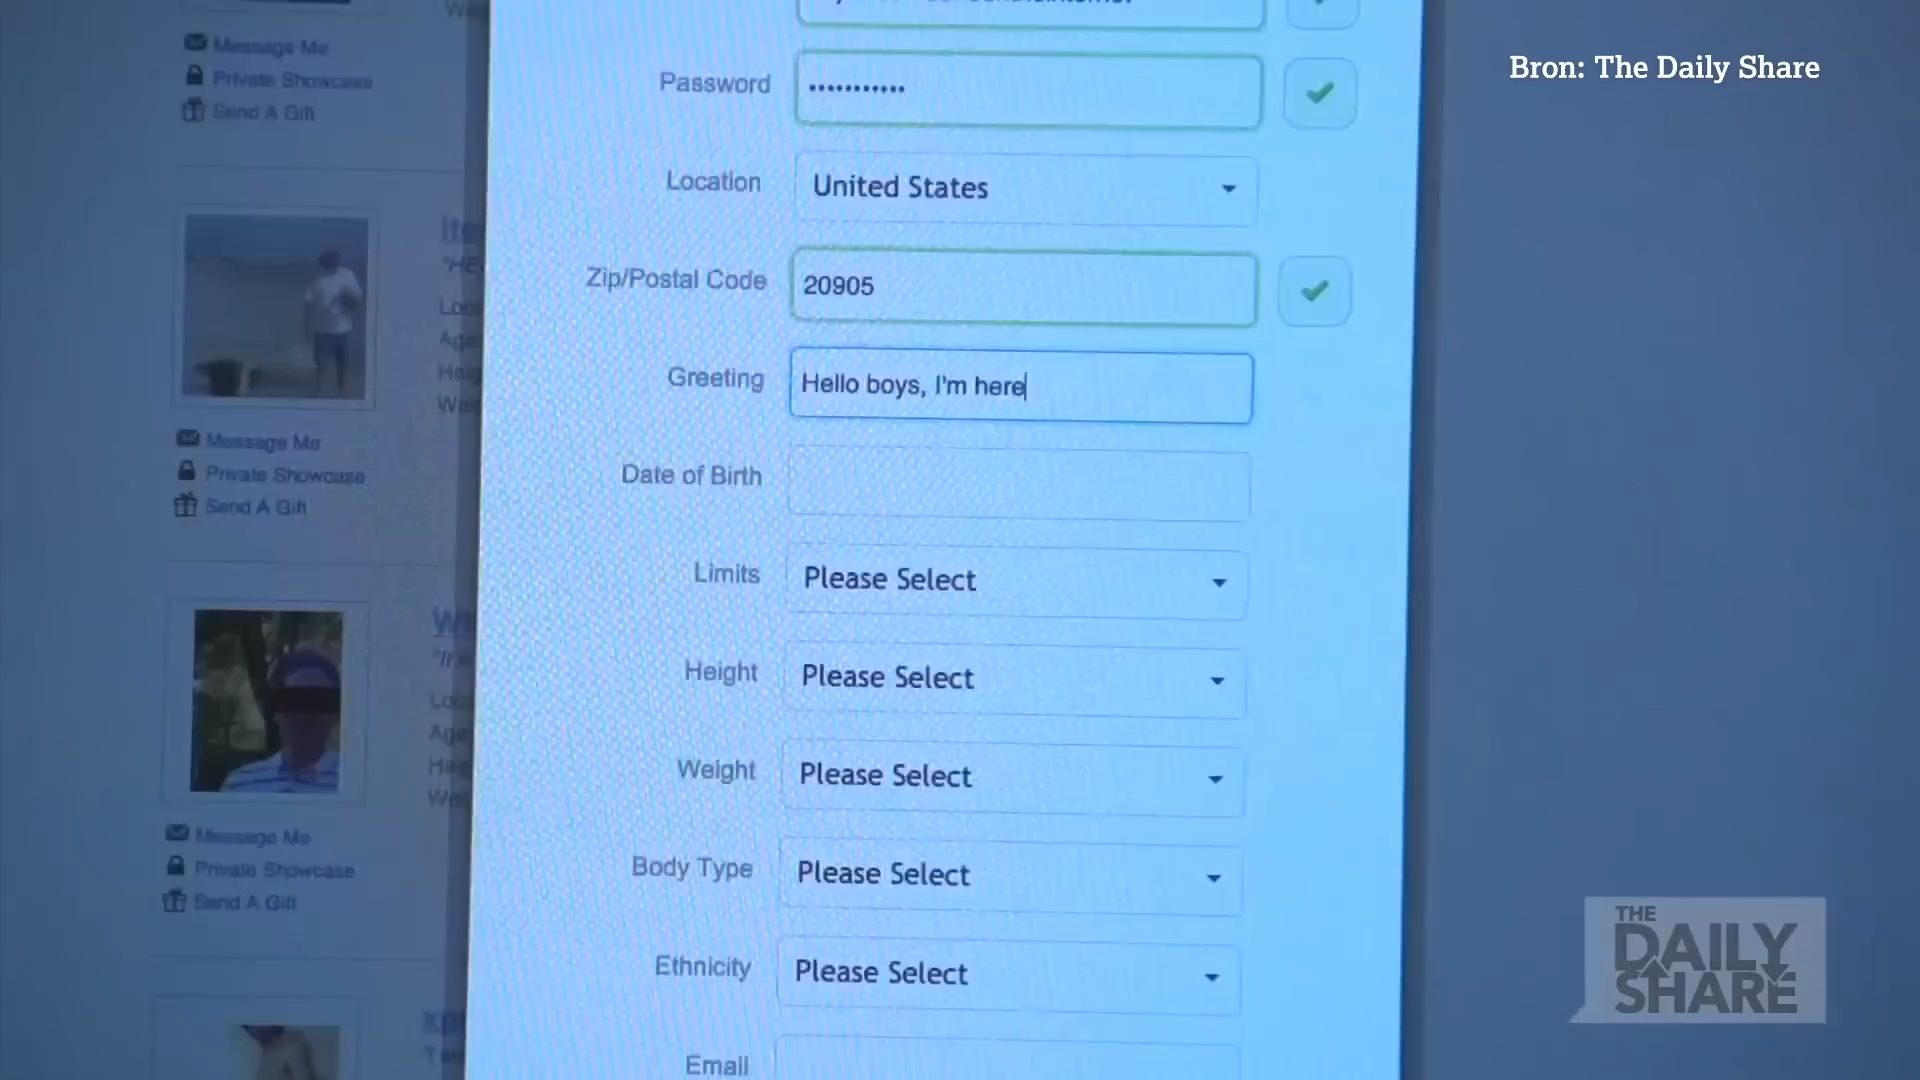 Message Me
Private Showcase
Send A Gift
Message Me
Private Showcase
Send A Gift
Message Me
Private Showcase
Send A Gift
Password
Location
United States
Zip/Postal Code
20905
Greeting
Hello boys, I'm here
Date of Birth
Limits
Please Select
Height
Please Select
Weight
Please Select
Body Type
Please Select
Ethnicity
Please Select
Email
Bron: The Daily Share
THE
DAILY
SHARE